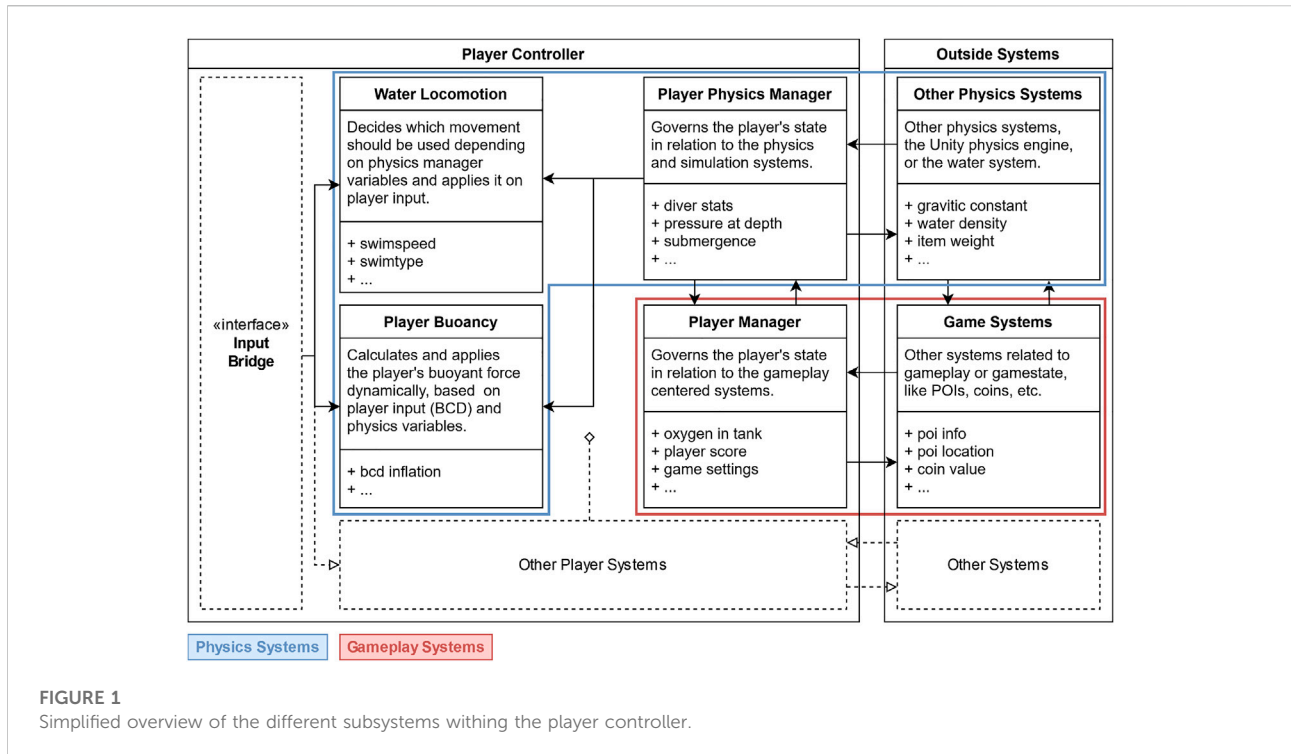 Player Controller
Outside Systems
«interface»
Input
Bridge
Water Locomotion
Decides which movement
should be used depending
on physics manager
variables and applies it on
player input.
+ swimspeed
+ swimtype
+ ...
Player Physics Manager
Governs the player's state
in relation to the physics
and simulation systems.
+ diver stats
+ pressure at depth
+ submergence
+ ...
Other Physics Systems
Other physics systems,
the Unity physics engine,
or the water system.
+ gravitic constant
+ water density
+ item weight
+ ...
Player Buoancy
Calculates and applies
the player's buoyant force
dynamically, based on
player input (BCD) and
physics variables.
+ bcd inflation
+ ...
Player Manager
Governs the player's state
in relation to the gameplay
centered systems.
+ oxygen in tank
+ player score
+ game settings
+ ...
Game Systems
Other systems related to
gameplay or gamestate,
like POIs, coins, etc.
+ poi info
+ poi location
+ coin value
+ ...
Other Player Systems
Other Systems
Physics Systems
Gameplay Systems
FIGURE 1
Simplified overview of the different subsystems withing the player controller.